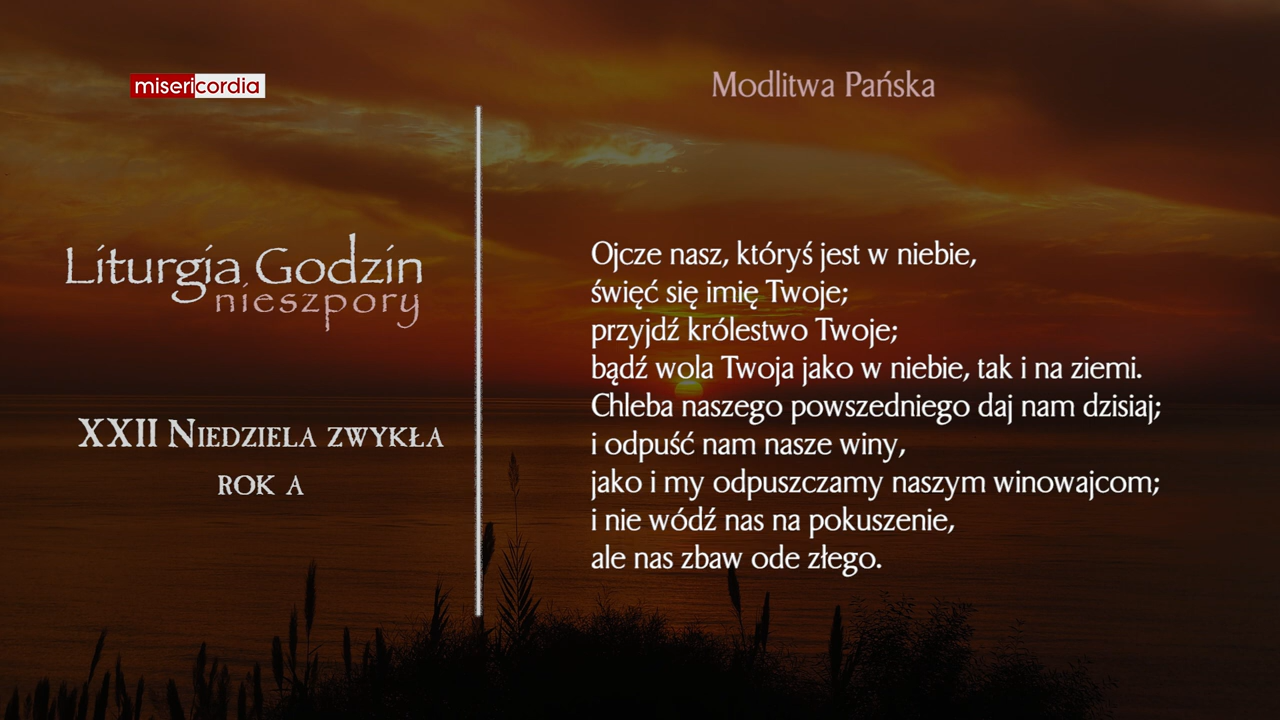 misericordia
Liturgia Godzin
nieszpory
XXII Niedziela zwykła
rok A
Modlitwa Pańska
Ojcze nasz, któryś jest w niebie,
święć się imię Twoje;
przyjdź królestwo Twoje;
bądź wola Twoja jako w niebie, tak i na ziemi.
Chleba naszego powszedniego daj nam dzisiaj;
i odpuść nam nasze winy,
jako i my odpuszczamy naszym winowajcom;
i nie wódź nas na pokuszenie,
ale nas zbaw ode złego.